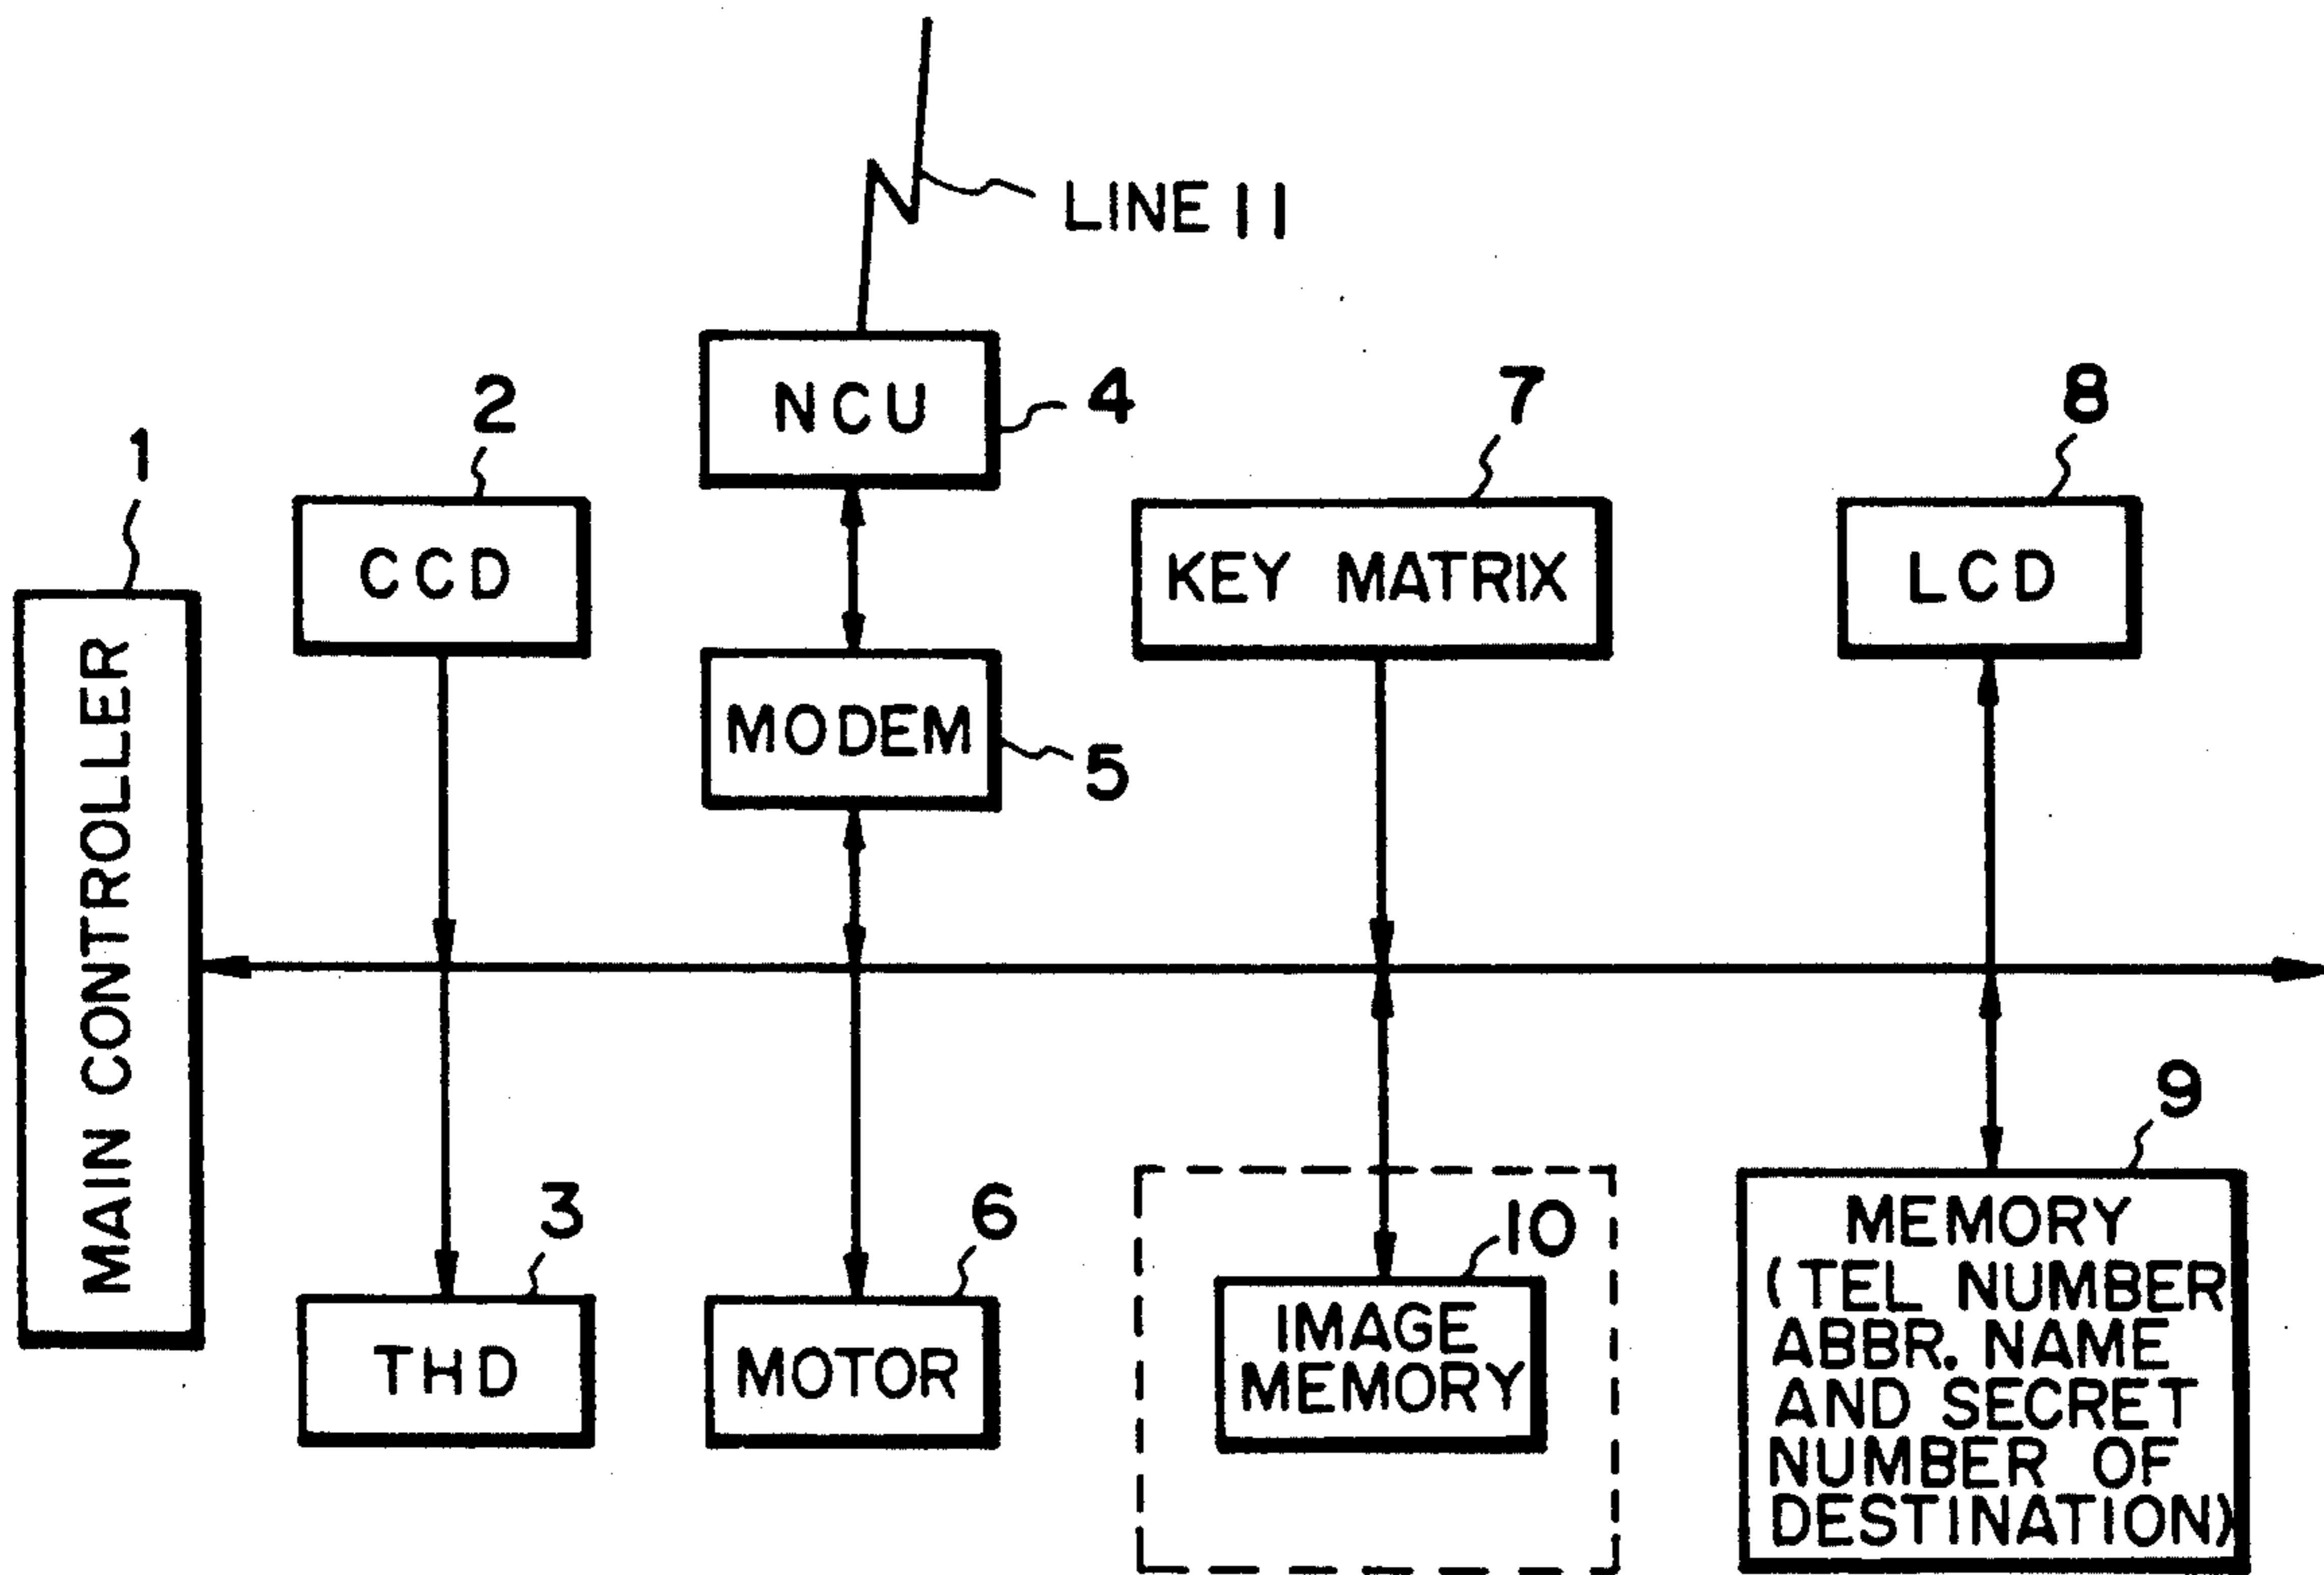 LINE 11
NCU
4
2
7
8
1
CCD
KEY MATRIX
LCD
MODEM
5
MAIN CONTROLLER
3
6
10
9
THD
MOTOR
IMAGE
MEMORY
MEMORY
(TEL NUMBER
ABBR. NAME
AND SECRET
NUMBER OF
DESTINATION)